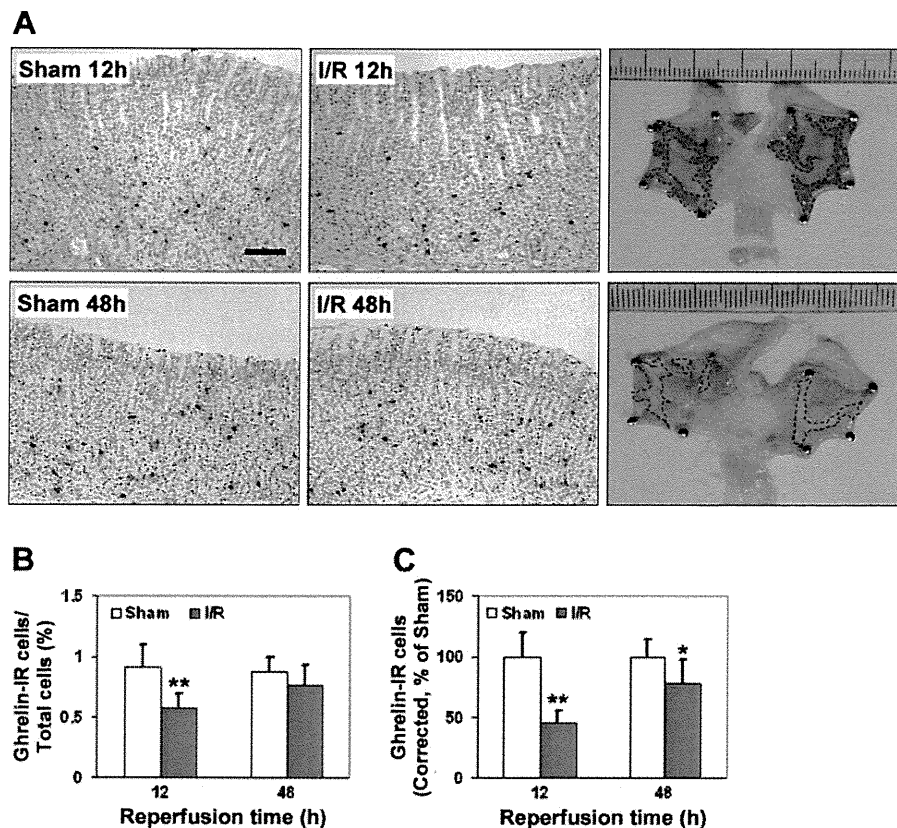 A
Sham 12h
I/R 12h
Sham 48h
I/R 48h
B
Ghrelin-IR cells/
Total cells (%)
1.5
1
0.5
0
Sham
I/R
**
12
48
Reperfusion time (h)
C
Ghrelin-IR cells
(Corrected, % of Sham)
150
100
50
0
Sham
I/R
**
*
12
48
Reperfusion time (h)